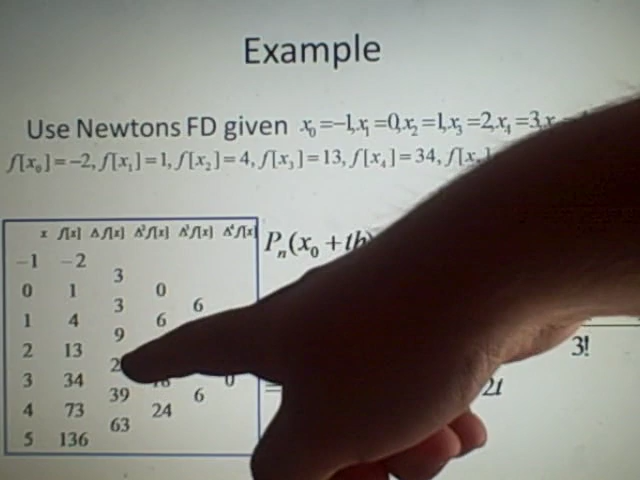 Example
Use Newtons FD given x₀=-1,x₁=0,x₂=1,x₃=2,x₄=3,x
f[x₀]=-2, f[x₁]=1, f[x₂]=4, f[x₃]=13, f[x₄]=34, f[x
x f[x] Δf[x] Δ²f[x] Δ³f[x] Δ⁴f[x]
-1 -2
3
0 1 0
3 6
1 4 6
9
2 13
2
3 34 18 0
39 6
4 73 24
63
5 136
Pₙ(x₀+th)
3!
=
2t